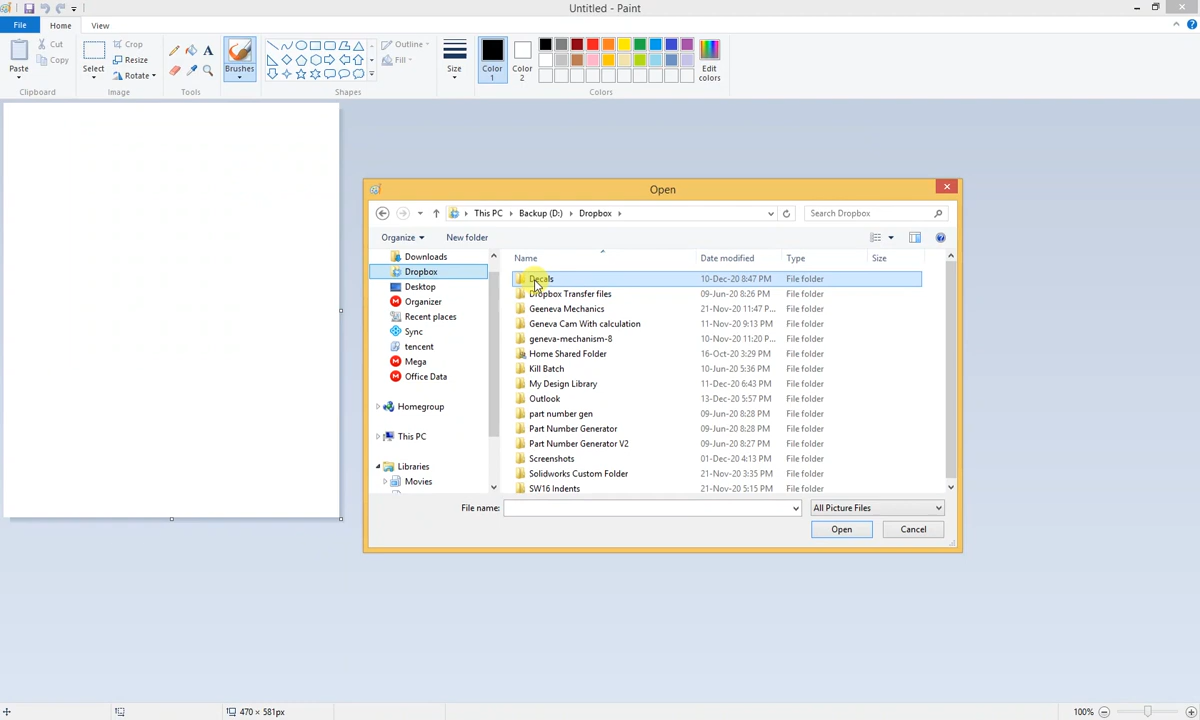 Untitled - Paint
File Home View
Paste Cut Copy Clipboard
Select Crop Resize Rotate Image
Tools
Brushes
Shapes Outline Fill
Size
Color 1 Color 2 Edit colors Colors
Open
This PC Backup (D:) Dropbox Search Dropbox
Organize New folder
Name Date modified Type Size
Downloads
Dropbox
Desktop
Organizer
Recent places
Sync
tencent
Mega
Office Data
Homegroup
This PC
Libraries
Movies
Decals 10-Dec-20 8:47 PM File folder
Dropbox Transfer files 09-Jun-20 8:26 PM File folder
Geeneva Mechanics 21-Nov-20 11:47 P... File folder
Geneva Cam With calculation 11-Nov-20 9:13 PM File folder
geneva-mechanism-8 10-Nov-20 11:20 P... File folder
Home Shared Folder 16-Oct-20 3:29 PM File folder
Kill Batch 10-Jun-20 5:36 PM File folder
My Design Library 11-Dec-20 6:43 PM File folder
Outlook 13-Dec-20 5:57 PM File folder
part number gen 09-Jun-20 8:28 PM File folder
Part Number Generator 09-Jun-20 8:28 PM File folder
Part Number Generator V2 09-Jun-20 8:27 PM File folder
Screenshots 01-Dec-20 4:13 PM File folder
Solidworks Custom Folder 21-Nov-20 3:35 PM File folder
SW16 Indents 21-Nov-20 5:15 PM File folder
File name: All Picture Files
Open Cancel
470 × 581px 100%